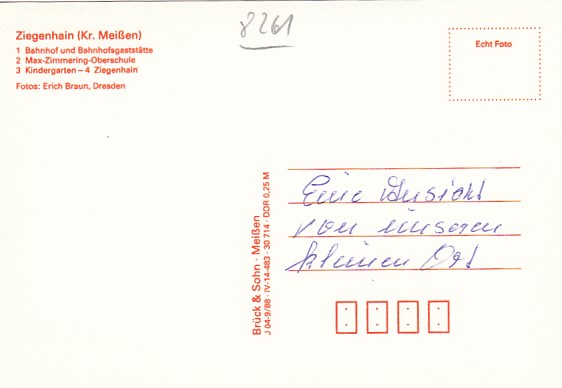 8261
Ziegenhain (Kr. Meißen)
1 Bahnhof und Bahnhofsgaststätte
2 Max-Zimmering-Oberschule
3 Kindergarten – 4 Ziegenhain
Fotos: Erich Braun, Dresden
Echt Foto
Brück & Sohn · Meißen
J 04-9/88 · IV-14-483 · 30 714 · DDR 0,25 M
Eine Ansicht
von unseren
kleinen Ort